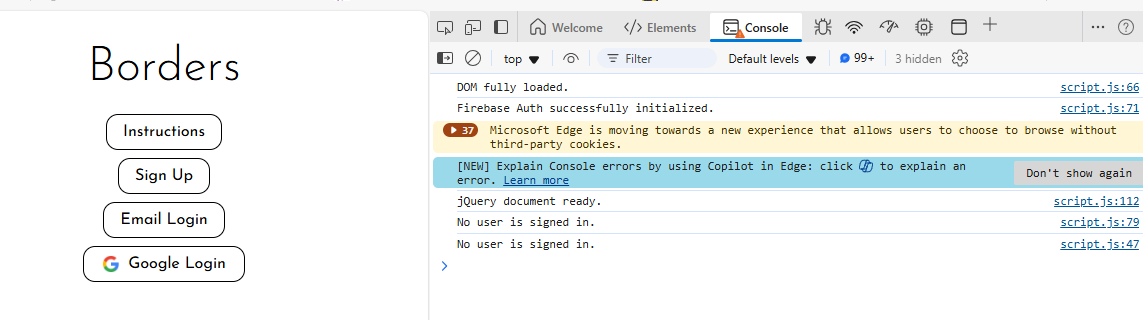 Borders
Instructions
Sign Up
Email Login
Google Login
Welcome
Elements
Console
top
Filter
Default levels
99+
3 hidden
DOM fully loaded. script.js:66
Firebase Auth successfully initialized. script.js:71
37 Microsoft Edge is moving towards a new experience that allows users to choose to browse without
third-party cookies.
[NEW] Explain Console errors by using Copilot in Edge: click to explain an
error. Learn more
Don't show again
jQuery document ready. script.js:112
No user is signed in. script.js:79
No user is signed in. script.js:47